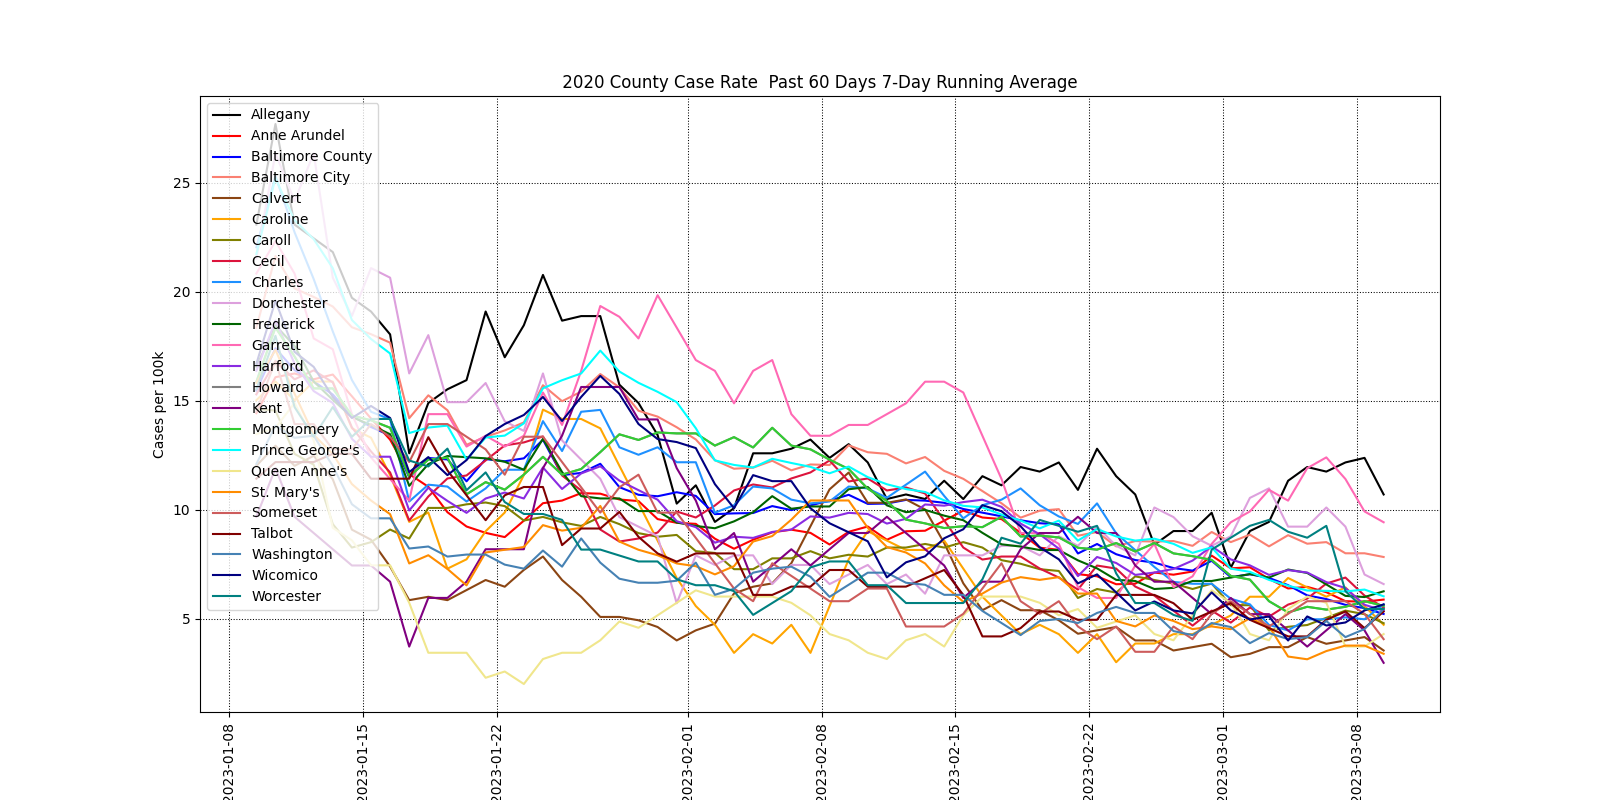 2020 County Case Rate  Past 60 Days 7-Day Running Average
Cases per 100k
25
20
15
10
5
Allegany
Anne Arundel
Baltimore County
Baltimore City
Calvert
Caroline
Caroll
Cecil
Charles
Dorchester
Frederick
Garrett
Harford
Howard
Kent
Montgomery
Prince George's
Queen Anne's
St. Mary's
Somerset
Talbot
Washington
Wicomico
Worcester
2023-01-08
2023-01-15
2023-01-22
2023-02-01
2023-02-08
2023-02-15
2023-02-22
2023-03-01
2023-03-08